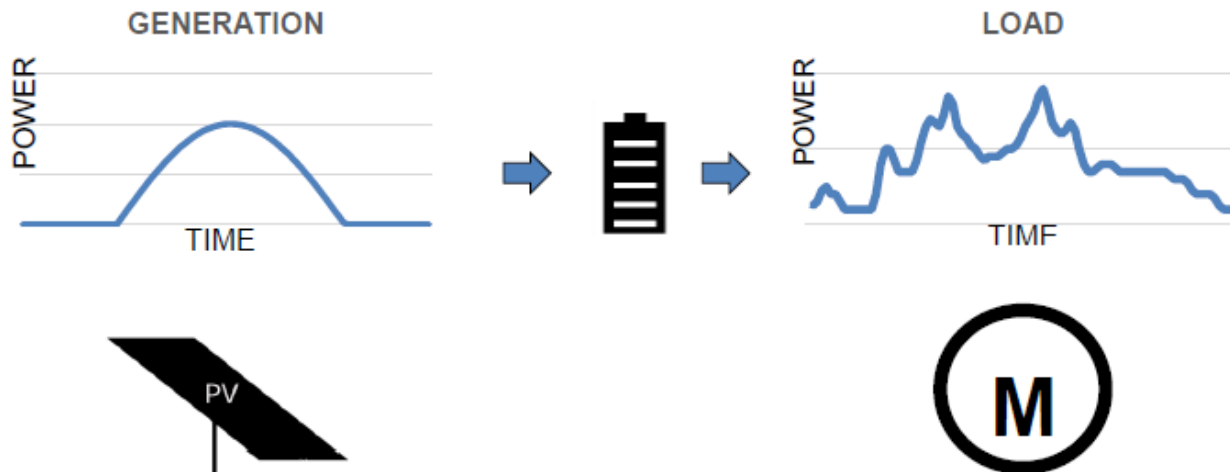 GENERATION
POWER
TIME
LOAD
POWER
TIMF
PV
M